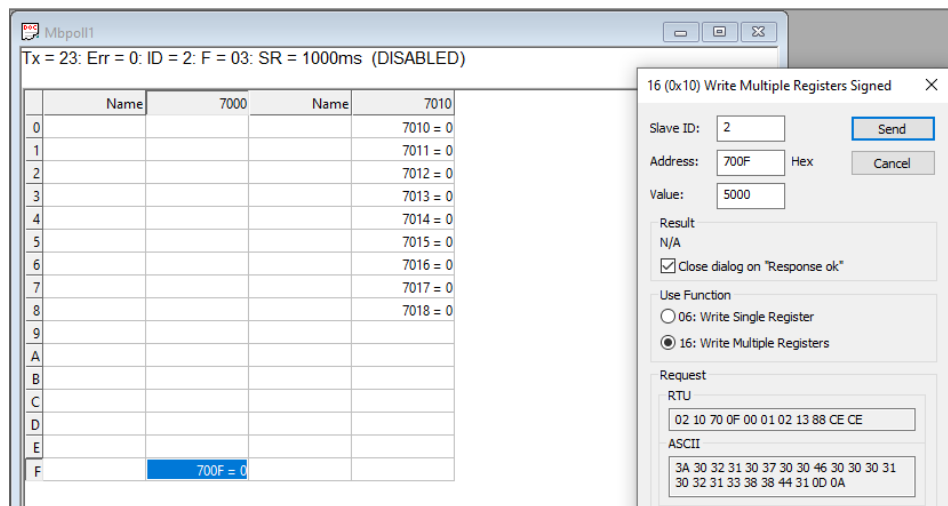 Mbpoll1
Tx = 23: Err = 0: ID = 2: F = 03: SR = 1000ms (DISABLED)
Name 7000 Name 7010
0 7010 = 0
1 7011 = 0
2 7012 = 0
3 7013 = 0
4 7014 = 0
5 7015 = 0
6 7016 = 0
7 7017 = 0
8 7018 = 0
9
A
B
C
D
E
F 700F = 0
16 (0x10) Write Multiple Registers Signed
Slave ID: 2 Send
Address: 700F Hex Cancel
Value: 5000
Result
N/A
Close dialog on "Response ok"
Use Function
06: Write Single Register
16: Write Multiple Registers
Request
RTU
02 10 70 0F 00 01 02 13 88 CE CE
ASCII
3A 30 32 31 30 37 30 30 46 30 30 30 31
30 32 31 33 38 38 44 31 0D 0A